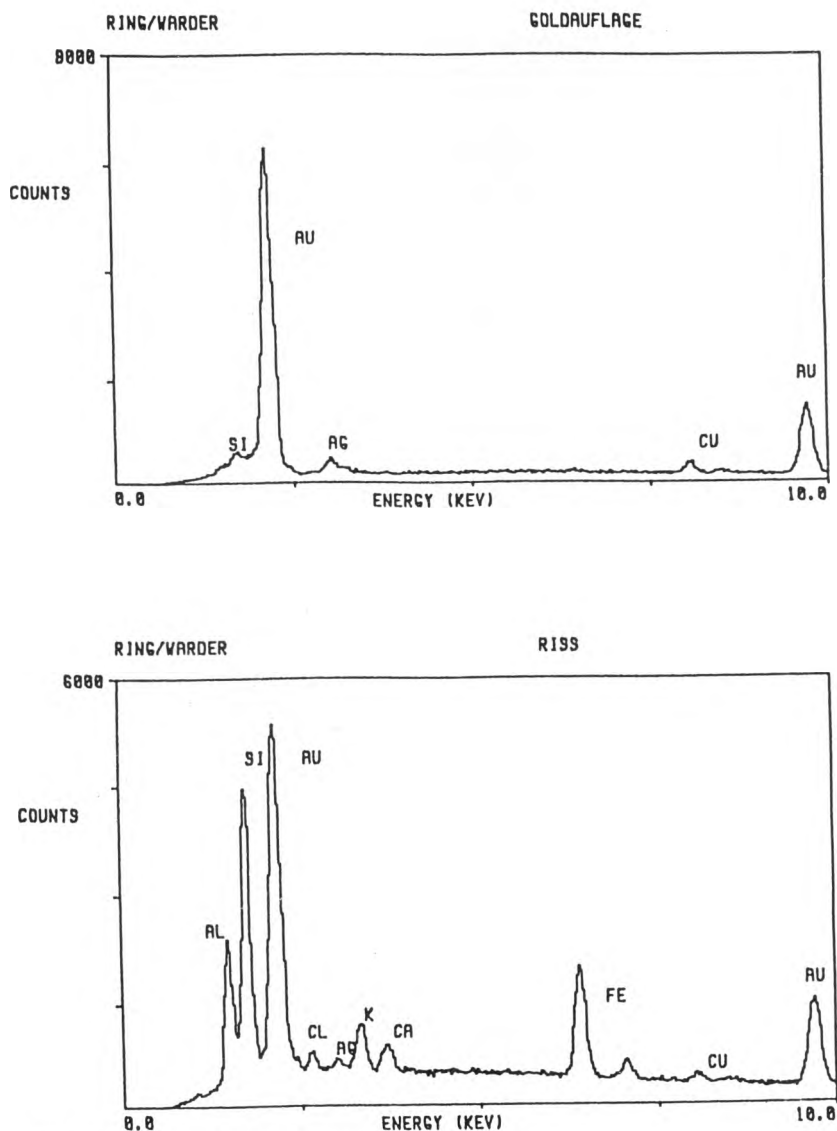 RING/WARDER GOLDAUFLAGE
8000
COUNTS
AU
AU
SI AG CU
0.0 ENERGY (KEV) 10.0
RING/WARDER RISS
6000
SI AU
COUNTS
AL AU
FE
K
CL CA
AG CU
0.0 ENERGY (KEV) 10.0